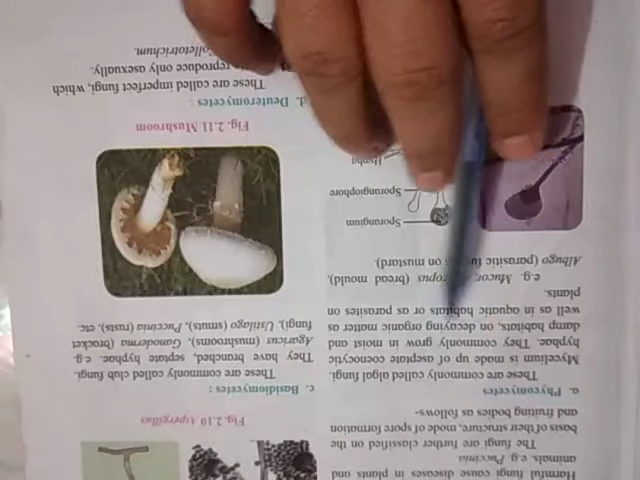 Harmful fungi cause diseases in plants and
animals. e.g. Puccinia.
The fungi are further classified on the
basis of their structure, mode of spore formation
and fruiting bodies as follows-
a. Phycomycetes :
These are commonly called algal fungi.
Mycelium is made up of aseptate coenocytic
hyphae. They commonly grow in moist and
damp habitats, on decaying organic matter as
well as in aquatic habitats or as parasites on
plants.
e.g. Mucor, (bread mould),
Albugo (parasitic on mustard).
Sporangium
Sporangiophore
Hypha
Fig. 2.10 Aspergillus
c. Basidiomycetes :
These are commonly called club fungi.
They have branched, septate hyphae. e.g.
Agaricus (mushrooms), Ganoderma (bracket
fungi), Ustilago (smuts), Puccinia (rusts), etc.
Fig. 2.11 Mushroom
d. Deuteromycetes :
These are called imperfect fungi, which
reproduce only asexually.